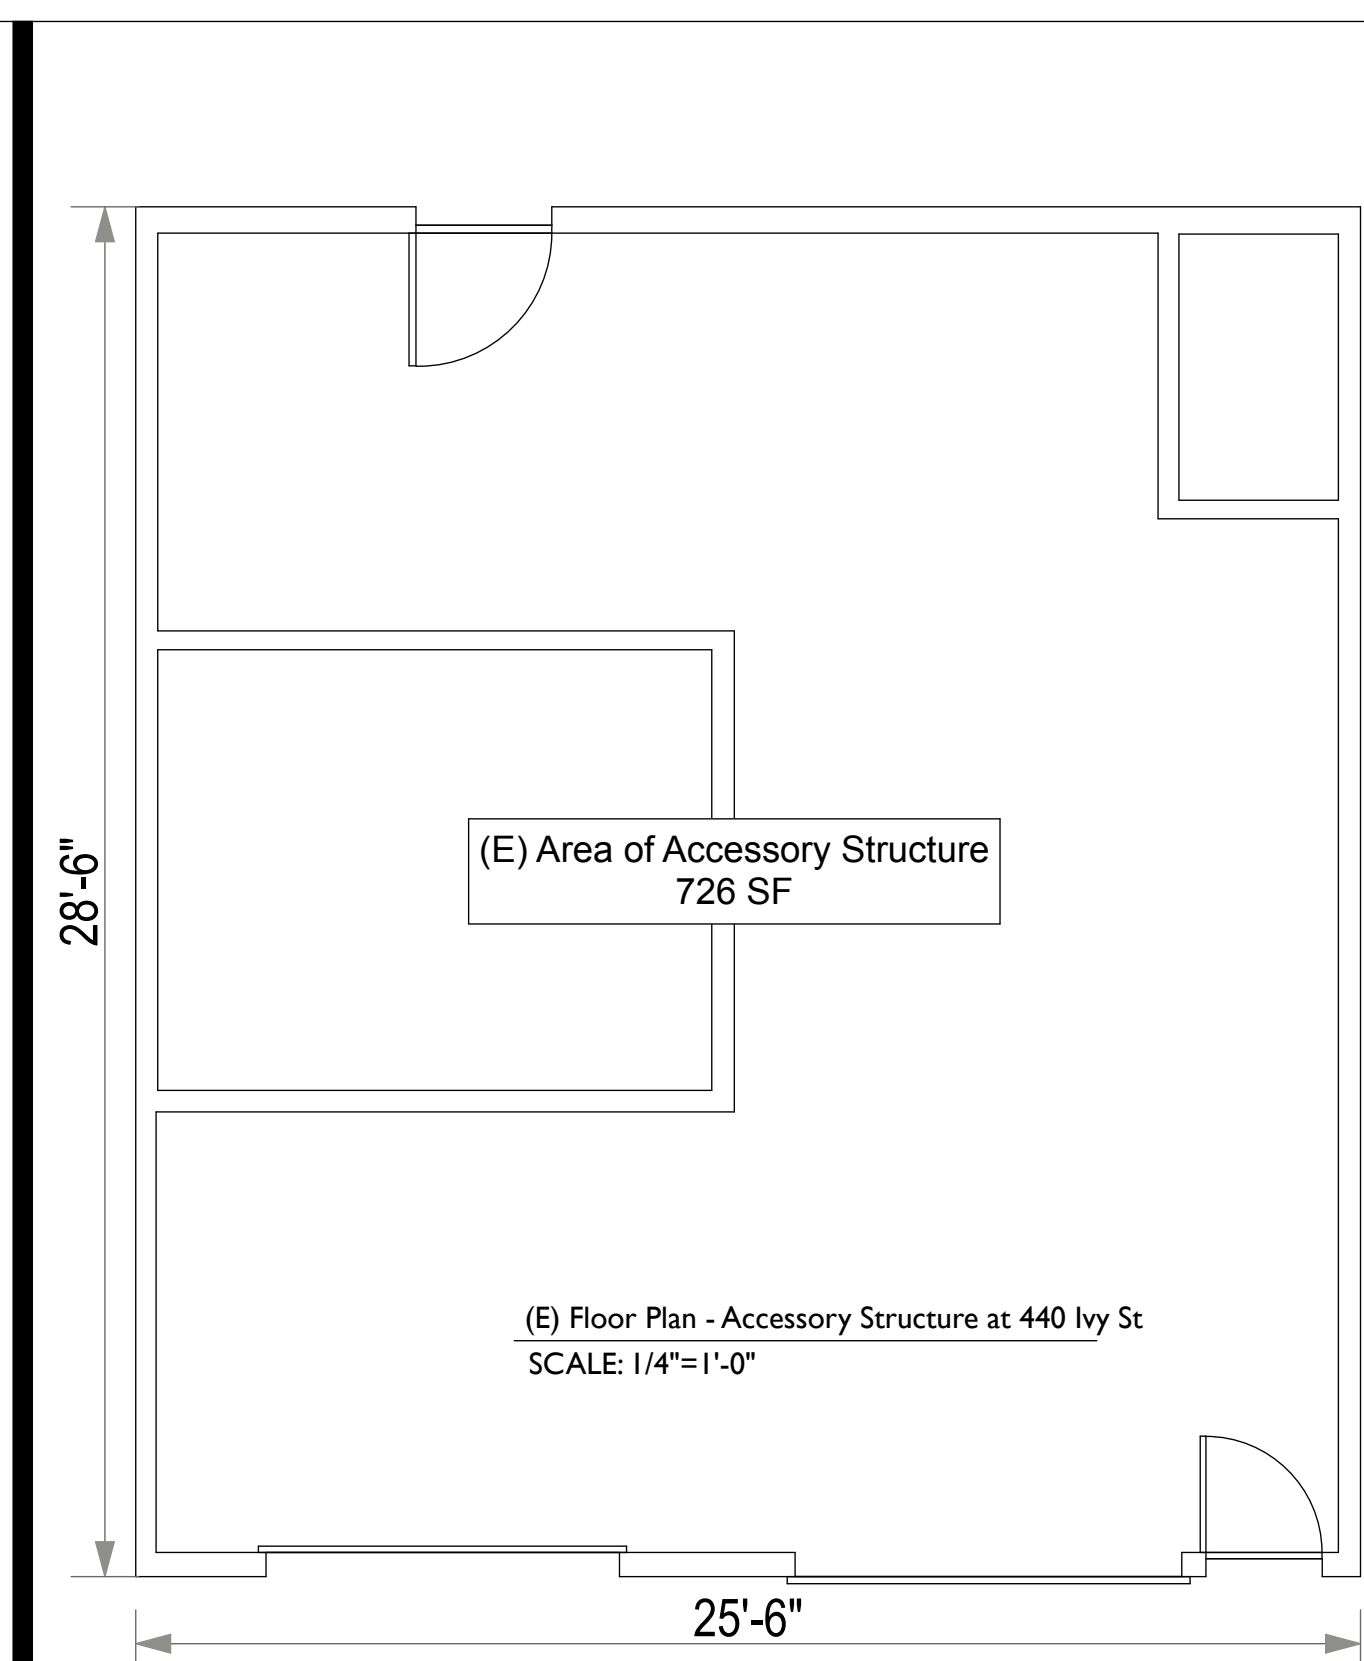 28'-6"
(E) Area of Accessory Structure
726 SF
(E) Floor Plan - Accessory Structure at 440 Ivy St
SCALE: 1/4"=1'-0"
25'-6"